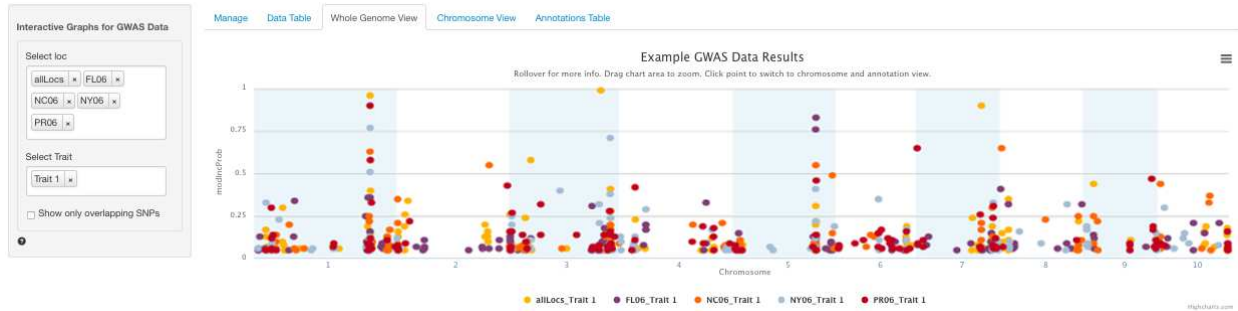 Interactive Graphs for GWAS Data
Select loc
allLocs × FL06 ×
NC06 × NY06 ×
PR06 ×
Select Trait
Trait 1 ×
Show only overlapping SNPs
?
Manage Data Table Whole Genome View Chromosome View Annotations Table
Example GWAS Data Results
Rollover for more info. Drag chart area to zoom. Click point to switch to chromosome and annotation view.
modIncProb
1
0.75
0.5
0.25
0
1 2 3 4 5 6 7 8 9 10
Chromosome
allLocs_Trait 1 FL06_Trait 1 NC06_Trait 1 NY06_Trait 1 PR06_Trait 1
Highcharts.com